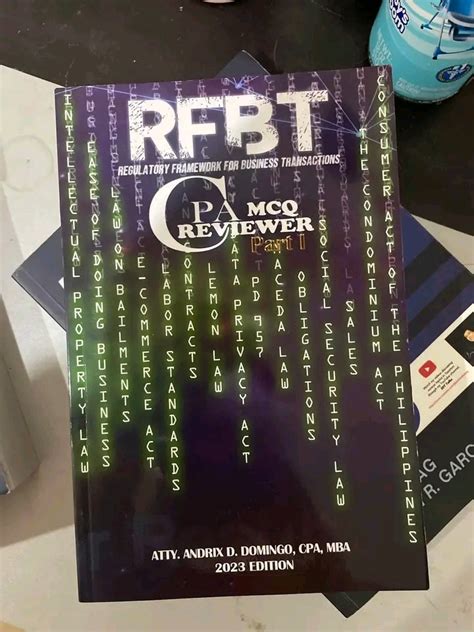 RFBT
REGULATORY FRAMEWORK FOR BUSINESS TRANSACTIONS
CPA MCQ
REVIEWER
Part I
INTELLECTUAL PROPERTY LAW
EASE OF DOING BUSINESS
LAW ON BAILMENTS
E-COMMERCE ACT
LABOR STANDARDS
CONTRACTS
LEMON LAW
DATA PRIVACY ACT
PD 957
MACEDA LAW
OBLIGATIONS
SOCIAL SECURITY LAW
SALES
THE CONDOMINIUM ACT
CONSUMER ACT OF THE PHILIPPINES
ATTY. ANDRIX D. DOMINGO, CPA, MBA
2023 EDITION
R. GARC